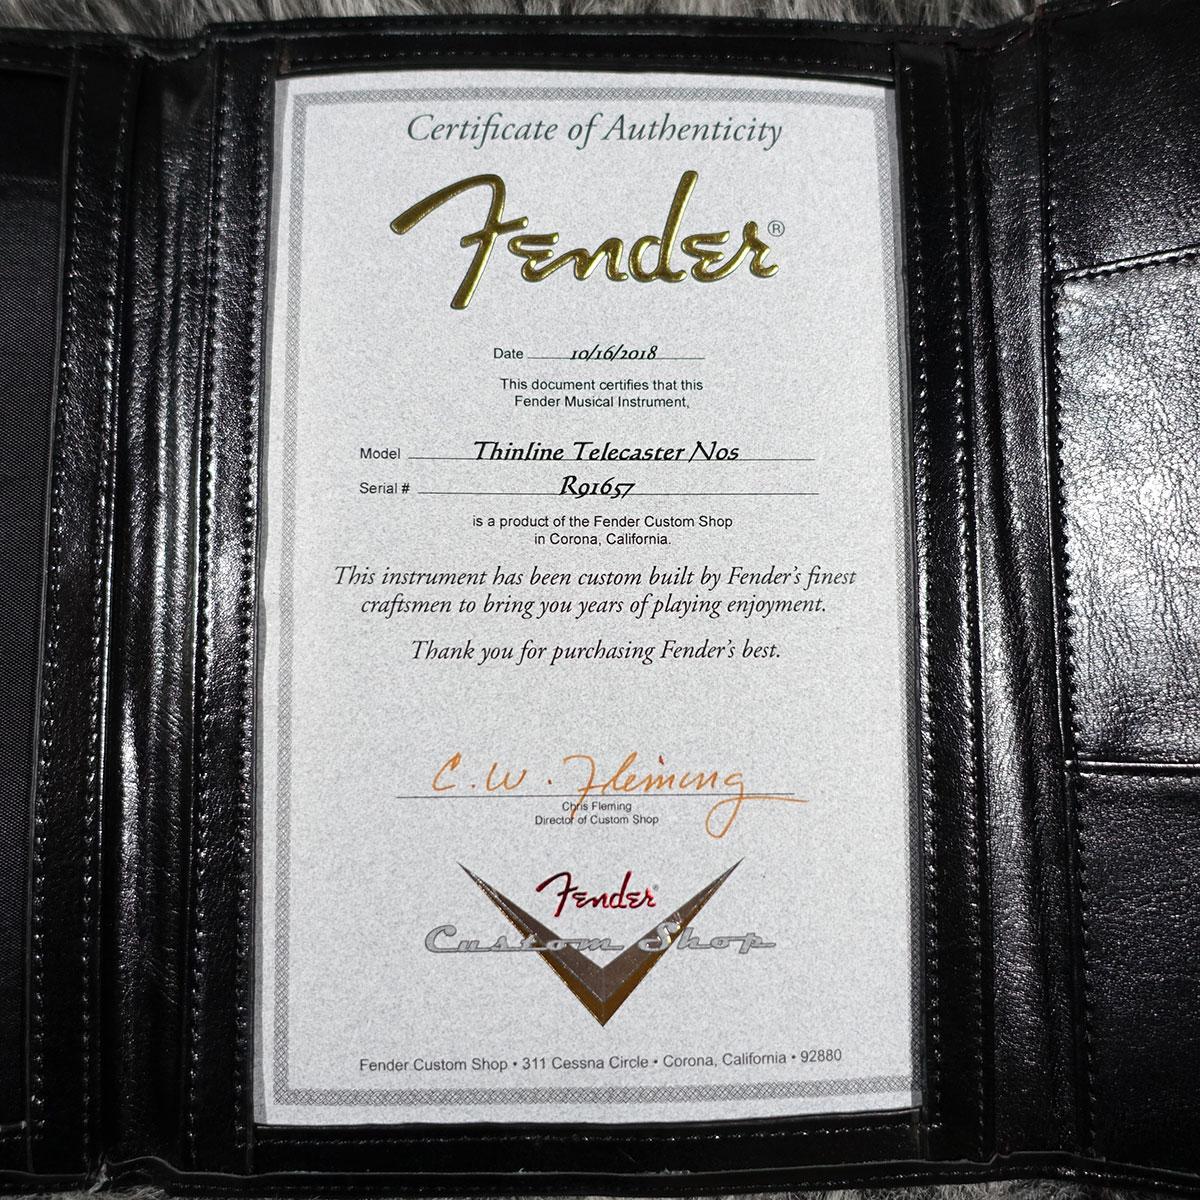 Certificate of Authenticity
Fender®
Date 10/16/2018
This document certifies that this
Fender Musical Instrument,
Model Thinline Telecaster Nos
Serial # R91657
is a product of the Fender Custom Shop
in Corona, California.
This instrument has been custom built by Fender's finest
craftsmen to bring you years of playing enjoyment.
Thank you for purchasing Fender's best.
C. W. Fleming
Chris Fleming
Director of Custom Shop
Fender®
Custom Shop
Fender Custom Shop • 311 Cessna Circle • Corona, California • 92880